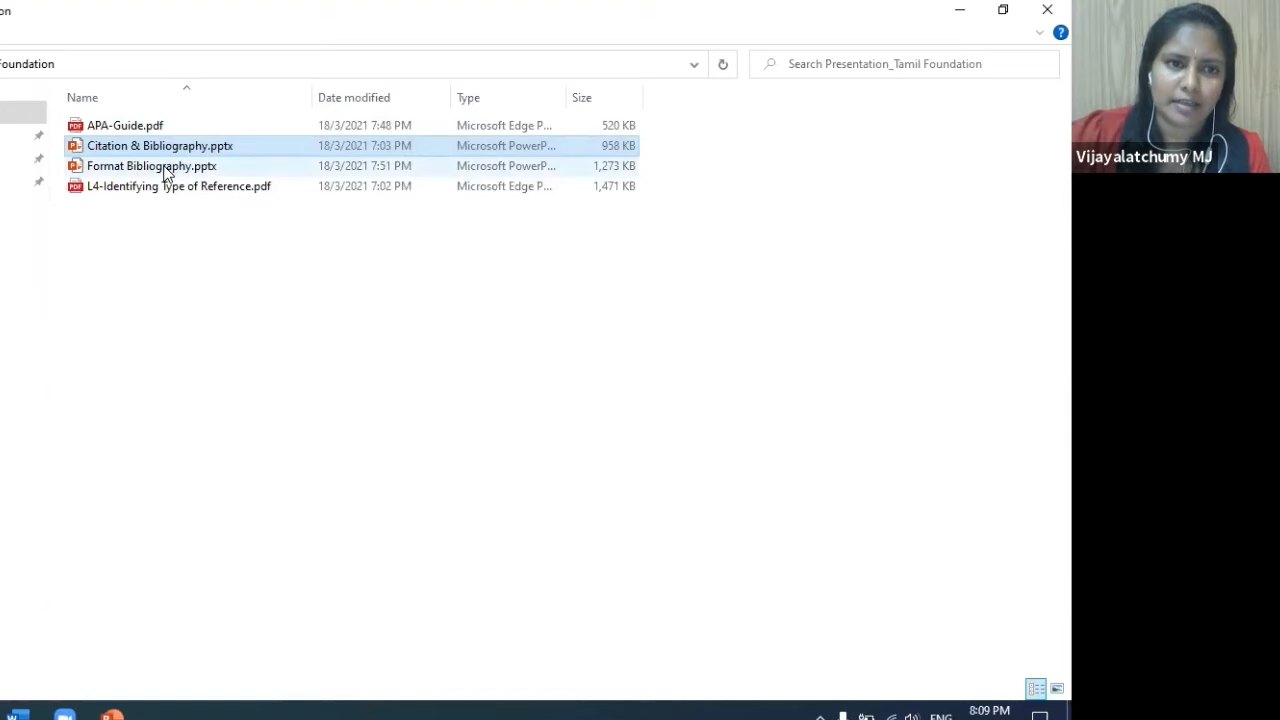 on
Foundation
Search Presentation_Tamil Foundation
Name Date modified Type Size
APA-Guide.pdf 18/3/2021 7:48 PM Microsoft Edge P... 520 KB
Citation & Bibliography.pptx 18/3/2021 7:03 PM Microsoft PowerP... 958 KB
Format Bibliography.pptx 18/3/2021 7:51 PM Microsoft PowerP... 1,273 KB
L4-Identifying Type of Reference.pdf 18/3/2021 7:02 PM Microsoft Edge P... 1,471 KB
Vijayalatchumy MJ
ENG 8:09 PM